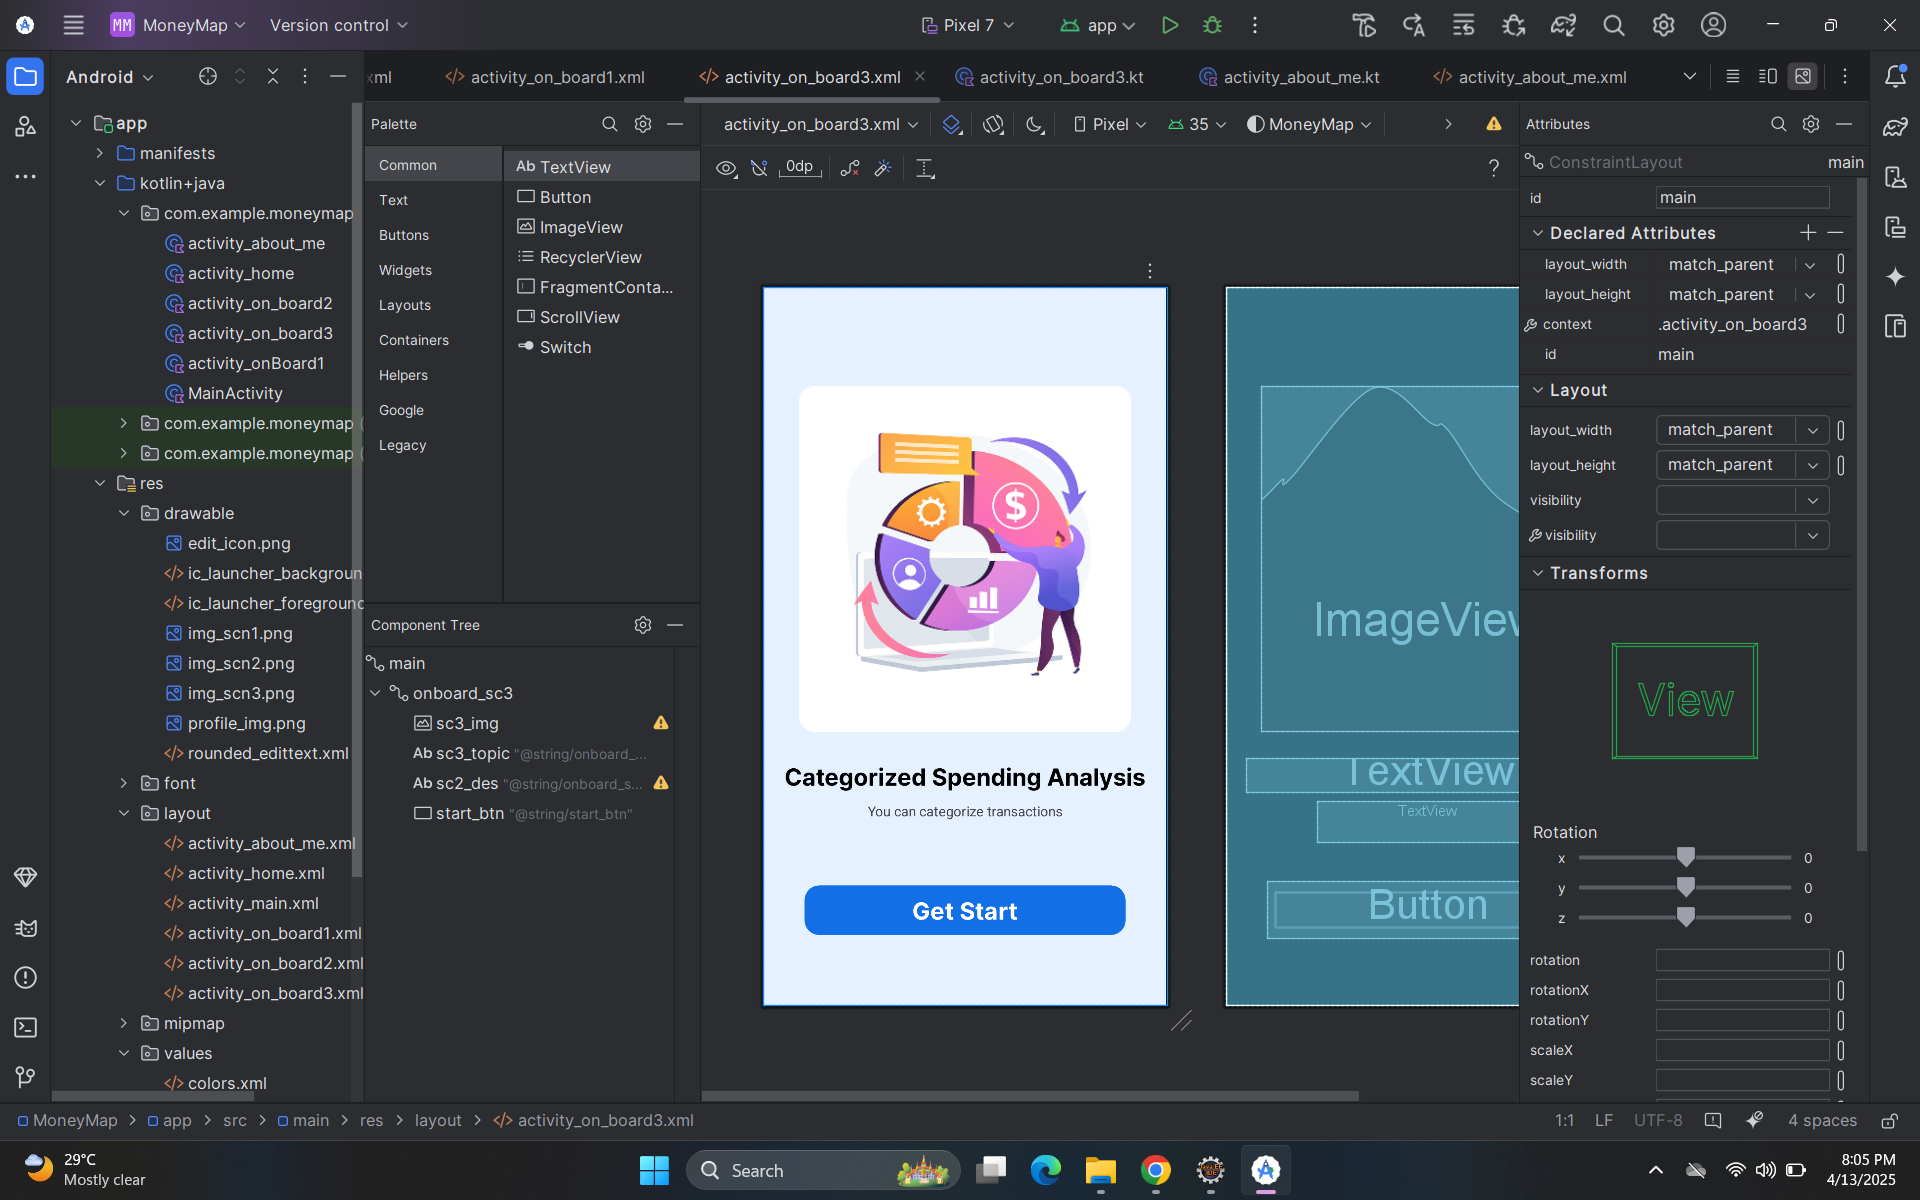 MM MoneyMap Version control
Pixel 7 app
Android
app
manifests
kotlin+java
com.example.moneymap
activity_about_me
activity_home
activity_on_board2
activity_on_board3
activity_onBoard1
MainActivity
com.example.moneymap
com.example.moneymap
res
drawable
edit_icon.png
ic_launcher_backgroun
ic_launcher_foreground
img_scn1.png
img_scn2.png
img_scn3.png
profile_img.png
rounded_edittext.xml
font
layout
activity_about_me.xml
activity_home.xml
activity_main.xml
activity_on_board1.xml
activity_on_board2.xml
activity_on_board3.xml
mipmap
values
colors.xml
xml activity_on_board1.xml activity_on_board3.xml activity_on_board3.kt activity_about_me.kt activity_about_me.xml
Palette
Common
Text
Buttons
Widgets
Layouts
Containers
Helpers
Google
Legacy
Ab TextView
Button
ImageView
RecyclerView
FragmentConta...
ScrollView
Switch
Component Tree
main
onboard_sc3
sc3_img
Ab sc3_topic "@string/onboard_...
Ab sc2_des "@string/onboard_s...
start_btn "@string/start_btn"
activity_on_board3.xml Pixel 35 MoneyMap
0dp ?
$
Categorized Spending Analysis
You can categorize transactions
Get Start
ImageView
TextView
TextView
Button
Attributes
ConstraintLayout main
id main
Declared Attributes
layout_width match_parent
layout_height match_parent
context .activity_on_board3
id main
Layout
layout_width match_parent
layout_height match_parent
visibility
visibility
Transforms
View
Rotation
x 0
y 0
z 0
rotation
rotationX
rotationY
scaleX
scaleY
MoneyMap > app > src > main > res > layout > activity_on_board3.xml
1:1 LF UTF-8 4 spaces
29°C
Mostly clear
Search
8:05 PM
4/13/2025